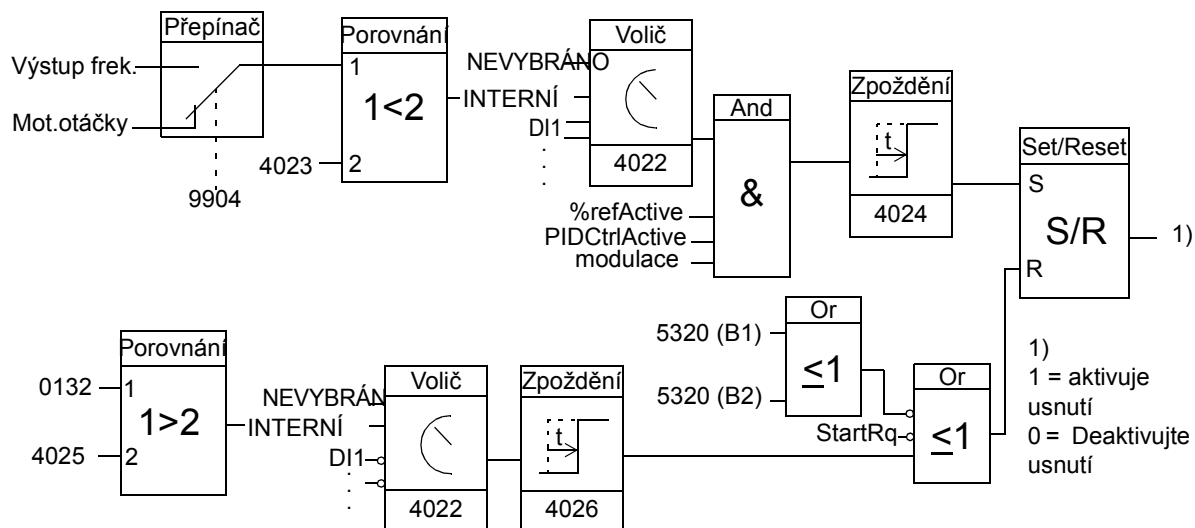 Přepínač
Výstup frek.
Mot.otáčky
9904
Porovnání
1
1<2
2
4023
Volič
NEVYBRÁNO
INTERNÍ
DI1
.
.
.
4022
And
&
%refActive
PIDCtrlActive
modulace
Zpoždění
t
4024
Set/Reset
S
S/R
R
1)
Porovnání
0132
1
1>2
4025
2
NEVYBRÁN
INTERNÍ
DI1
.
.
.
Volič
4022
Zpoždění
t
4026
Or
5320 (B1)
≤1
5320 (B2)
Or
StartRq
≤1
1)
1 = aktivuje
usnutí
0 = Deaktivujte
usnutí